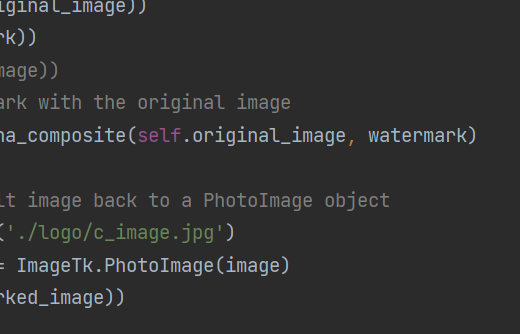 iginal_image))
rk))
mage))
ark with the original image
na_composite(self.original_image, watermark)
lt image back to a PhotoImage object
('./logo/c_image.jpg')
= ImageTk.PhotoImage(image)
rked_image))